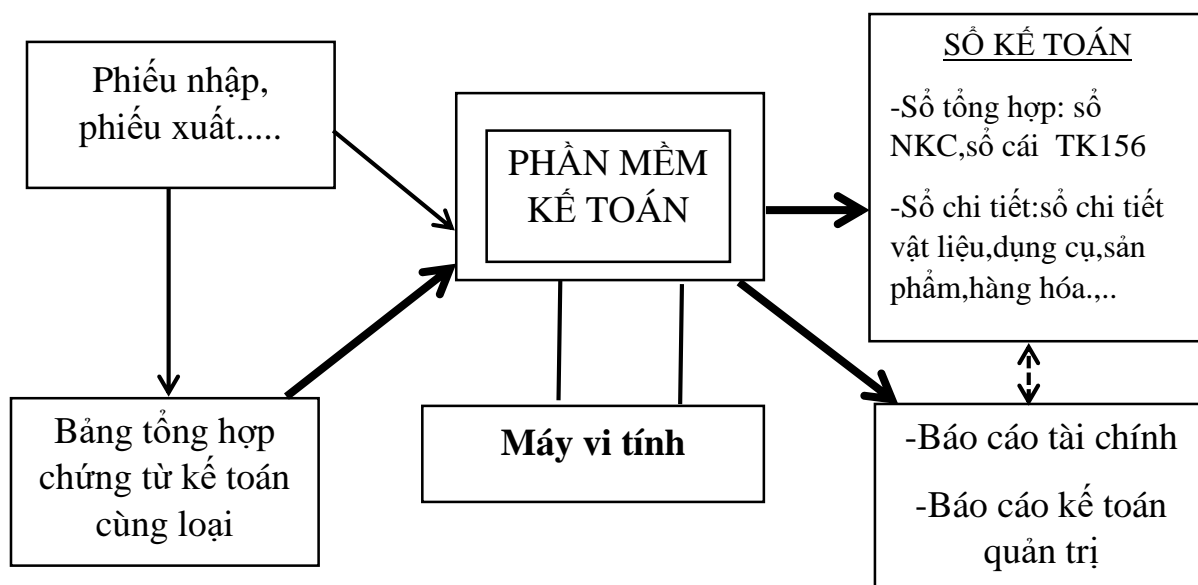 Phiếu nhập,
phiếu xuất.....
PHẦN MỀM
KẾ TOÁN
SỔ KẾ TOÁN
-Sổ tổng hợp: sổ
NKC,sổ cái TK156
-Sổ chi tiết:sổ chi tiết
vật liệu,dụng cụ,sản
phẩm,hàng hóa.,..
Bảng tổng hợp
chứng từ kế toán
cùng loại
Máy vi tính
-Báo cáo tài chính
-Báo cáo kế toán
quản trị